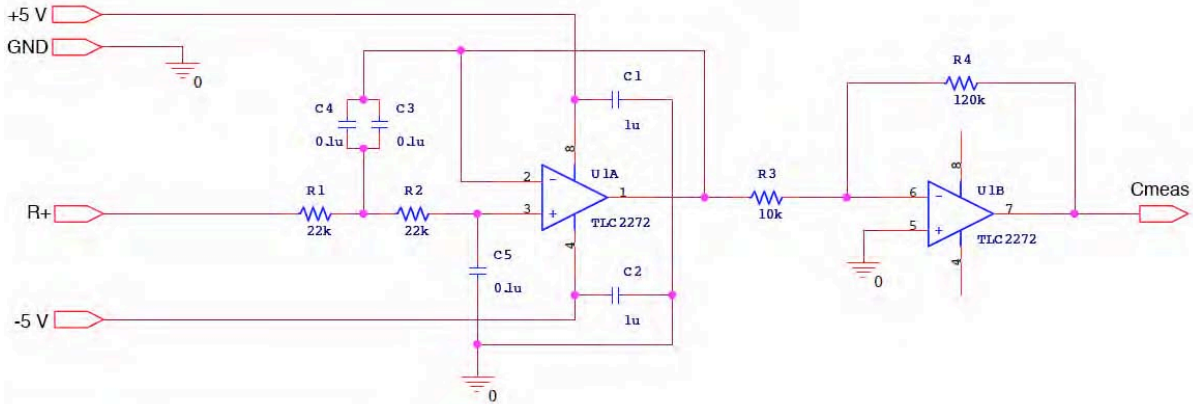 +5 V
GND
0
C4
0.1u
C3
0.1u
C1
1u
8
2
3
U1A
1
TLC2272
4
R+
R1
22k
R2
22k
C5
0.1u
C2
1u
-5 V
0
R3
10k
R4
120k
8
6
5
U1B
7
TLC2272
4
0
Cmeas